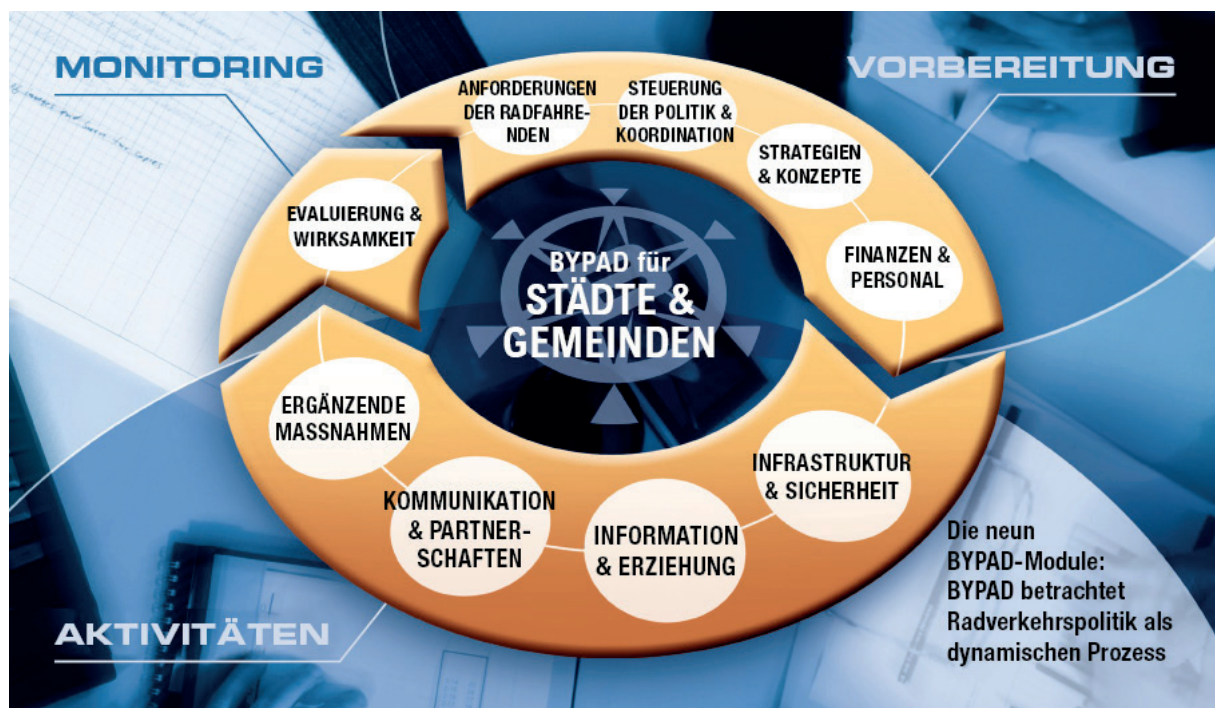 MONITORING
VORBEREITUNG
ANFORDERUNGEN
DER RADFAHRE-
NDEN
STEUERUNG
DER POLITIK &
KOORDINATION
STRATEGIEN
& KONZEPTE
FINANZEN &
PERSONAL
EVALUIERUNG &
WIRKSAMKEIT
BYPAD für
STÄDTE &
GEMEINDEN
INFRASTRUKTUR
& SICHERHEIT
INFORMATION
& ERZIEHUNG
KOMMUNIKATION
& PARTNER-
SCHAFTEN
ERGÄNZENDE
MASSNAHMEN
AKTIVITÄTEN
Die neun
BYPAD-Module:
BYPAD betrachtet
Radverkehrspolitik als
dynamischen Prozess